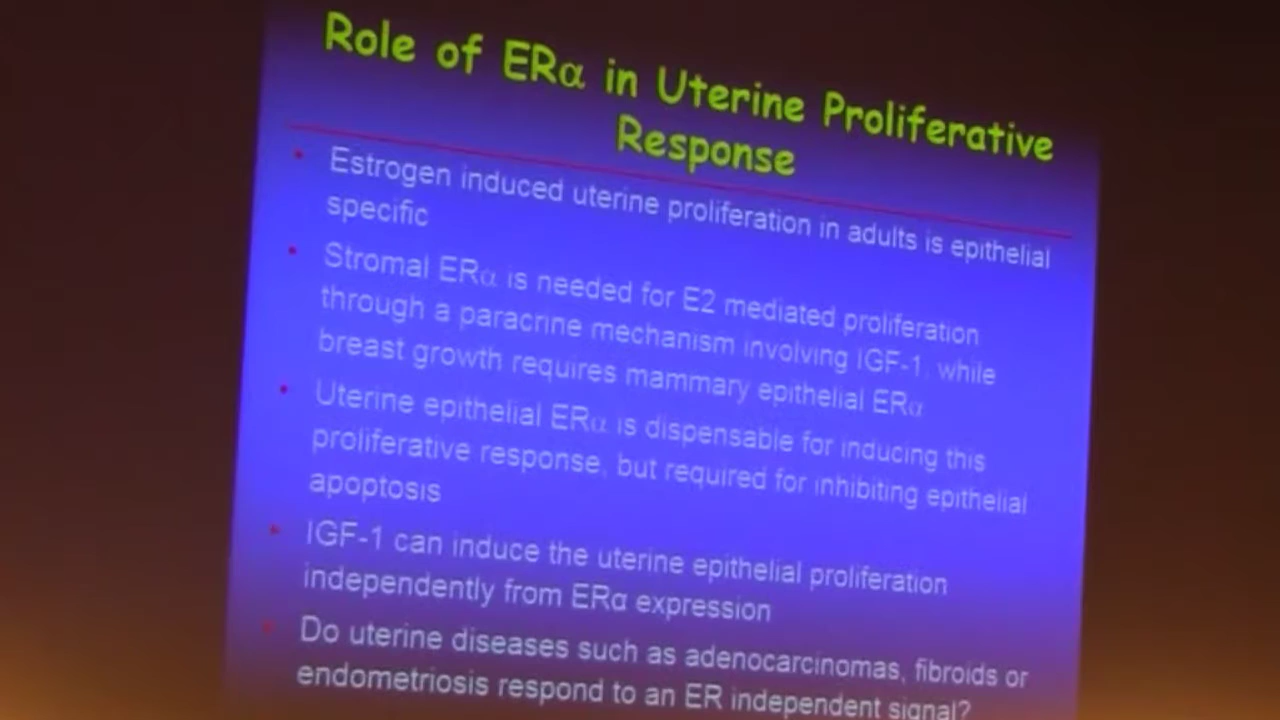 Role of ERα in Uterine Proliferative
Response
• Estrogen induced uterine proliferation in adults is epithelial
specific
• Stromal ERα is needed for E2 mediated proliferation
through a paracrine mechanism involving IGF-1, while
breast growth requires mammary epithelial ERα
• Uterine epithelial ERα is dispensable for inducing this
proliferative response, but required for inhibiting epithelial
apoptosis
• IGF-1 can induce the uterine epithelial proliferation
independently from ERα expression
• Do uterine diseases such as adenocarcinomas, fibroids or
endometriosis respond to an ER independent signal?